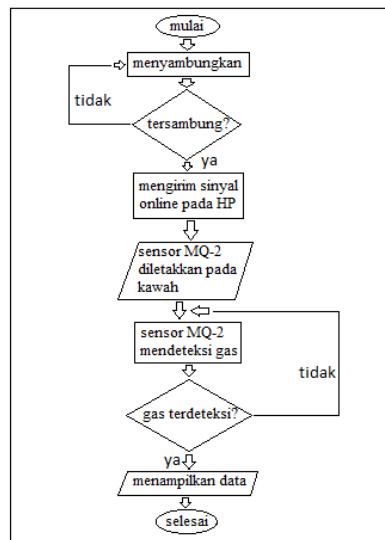 mulai
menyambungkan
tidak
tersambung?
ya
mengirim sinyal
online pada HP
sensor MQ-2
diletakkan pada
kawah
sensor MQ-2
mendeteksi gas
tidak
gas terdeteksi?
ya
menampilkan data
selesai